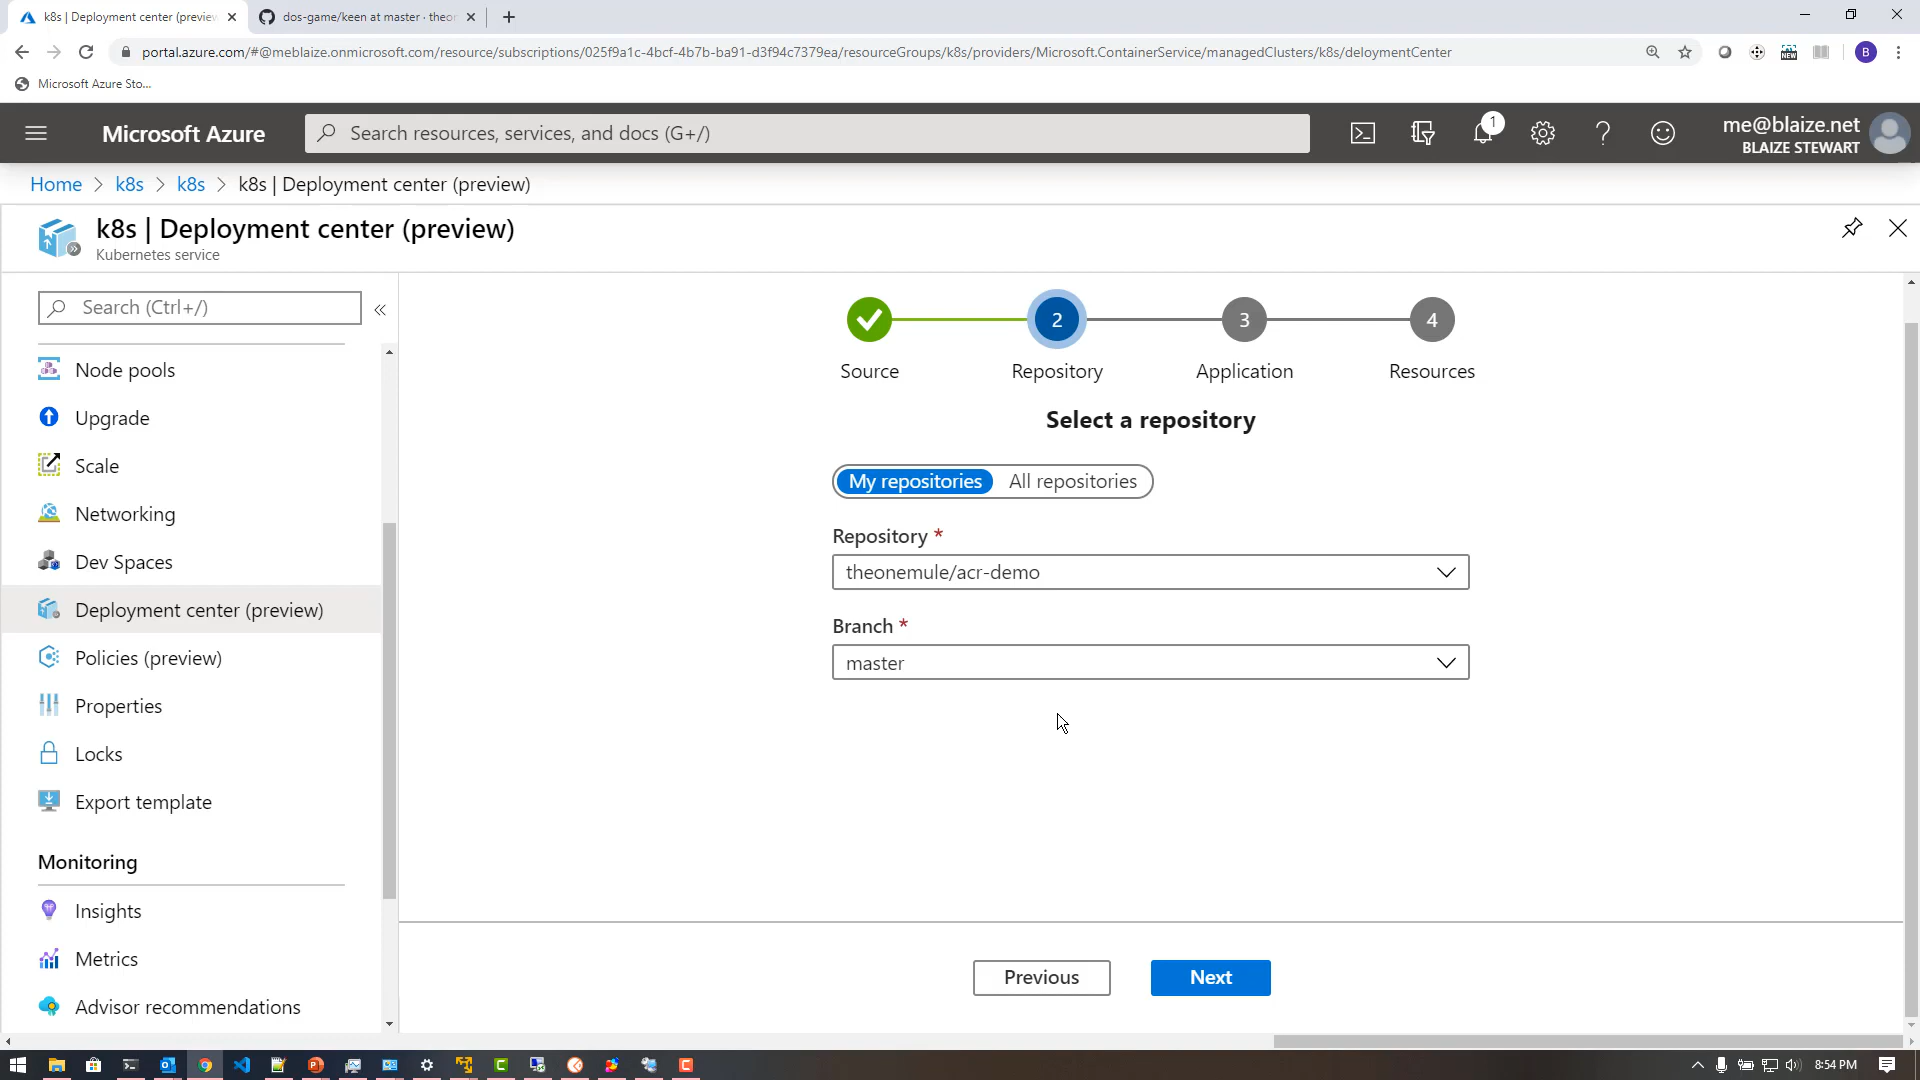 k8s | Deployment center (preview
dos-game/keen at master · theon
portal.azure.com/#@meblaize.onmicrosoft.com/resource/subscriptions/025f9a1c-4bcf-4b7b-ba91-d3f94c7379ea/resourceGroups/k8s/providers/Microsoft.ContainerService/managedClusters/k8s/deloymentCenter
NEW
B
Microsoft Azure Sto...
Microsoft Azure
Search resources, services, and docs (G+/)
1
me@blaize.net
BLAIZE STEWART
Home > k8s > k8s > k8s | Deployment center (preview)
k8s | Deployment center (preview)
Kubernetes service
Search (Ctrl+/)
Node pools
Upgrade
Scale
Networking
Dev Spaces
Deployment center (preview)
Policies (preview)
Properties
Locks
Export template
Monitoring
Insights
Metrics
Advisor recommendations
2
3
4
Source
Repository
Application
Resources
Select a repository
My repositories
All repositories
Repository *
theonemule/acr-demo
Branch *
master
Previous
Next
8:54 PM